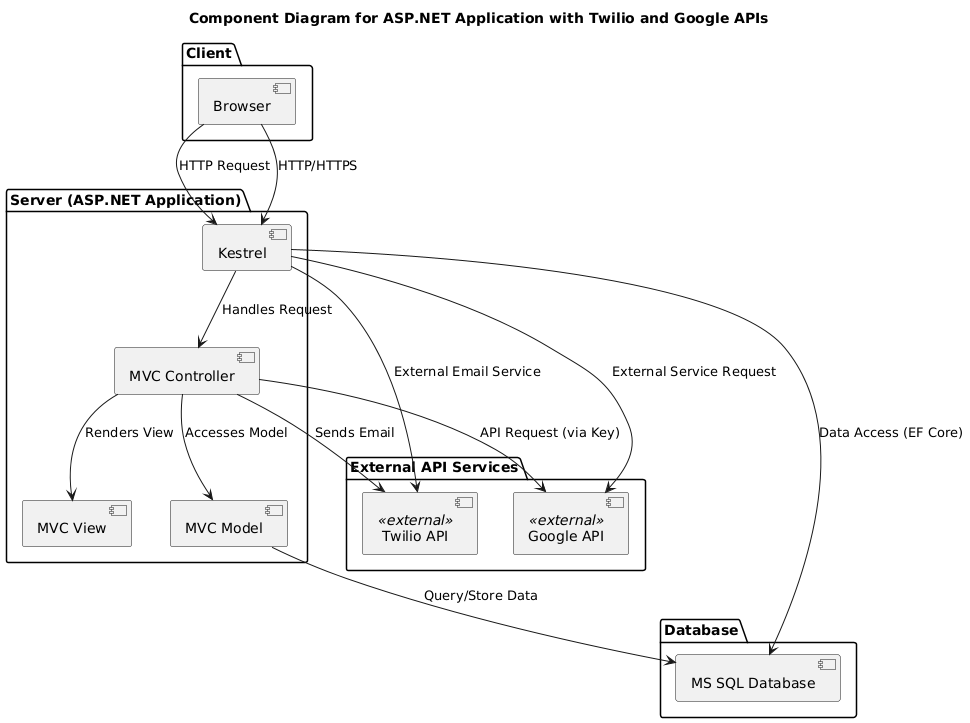 Component Diagram for ASP.NET Application with Twilio and Google APIs
Client
Browser
HTTP Request
HTTP/HTTPS
Server (ASP.NET Application)
Kestrel
Handles Request
MVC Controller
External Email Service
External Service Request
Renders View
Accesses Model
Sends Email
API Request (via Key)
Data Access (EF Core)
External API Services
MVC View
MVC Model
«external»
Twilio API
«external»
Google API
Query/Store Data
Database
MS SQL Database